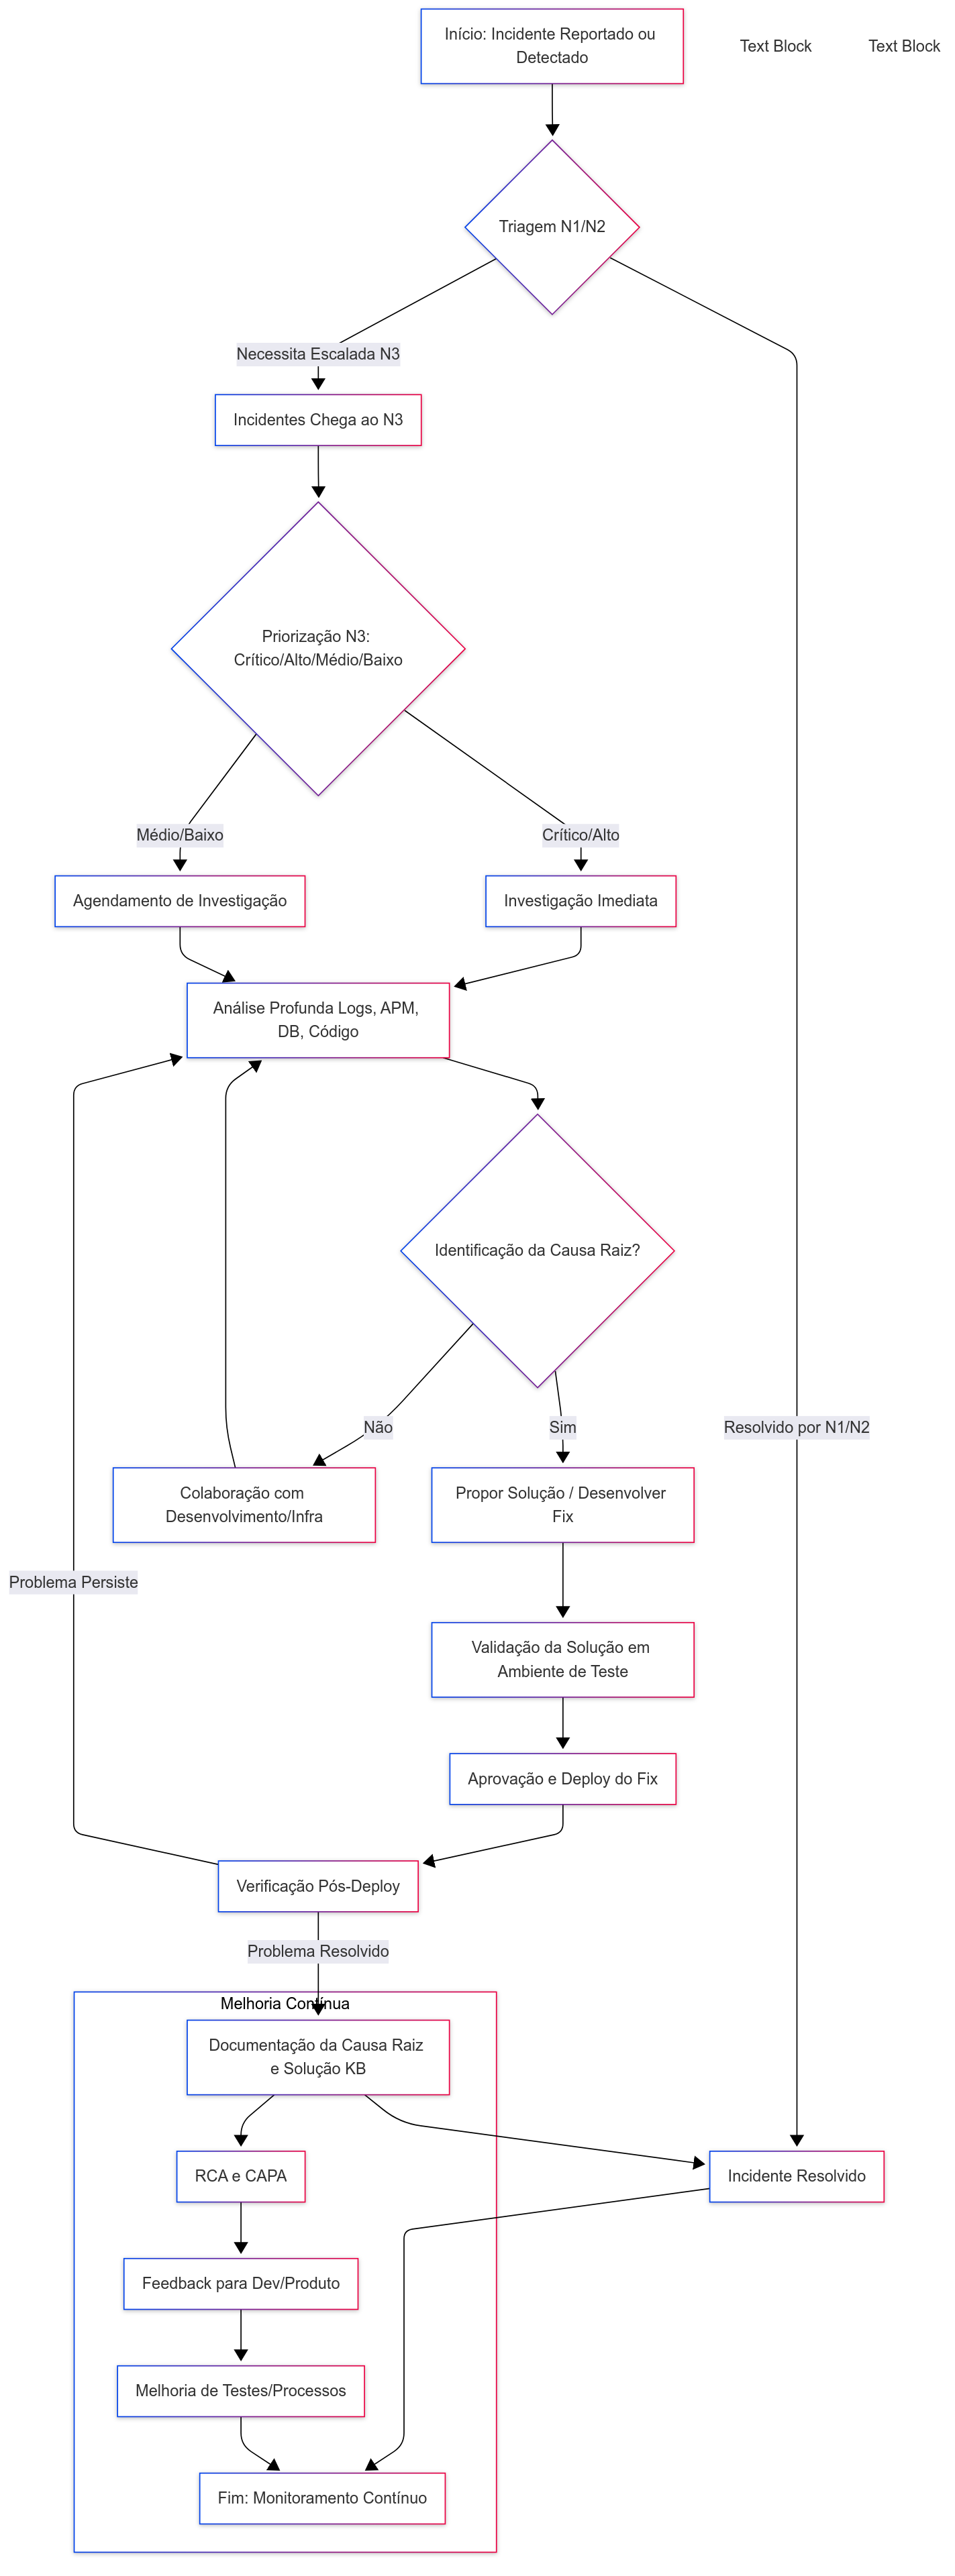 Início: Incidente Reportado ou
Detectado
Text Block
Text Block
Triagem N1/N2
Necessita Escalada N3
Incidentes Chega ao N3
Priorização N3:
Crítico/Alto/Médio/Baixo
Médio/Baixo
Crítico/Alto
Agendamento de Investigação
Investigação Imediata
Análise Profunda Logs, APM,
DB, Código
Identificação da Causa Raiz?
Não
Sim
Resolvido por N1/N2
Colaboração com
Desenvolvimento/Infra
Propor Solução / Desenvolver
Fix
Problema Persiste
Validação da Solução em
Ambiente de Teste
Aprovação e Deploy do Fix
Verificação Pós-Deploy
Problema Resolvido
Melhoria Contínua
Documentação da Causa Raiz
e Solução KB
RCA e CAPA
Incidente Resolvido
Feedback para Dev/Produto
Melhoria de Testes/Processos
Fim: Monitoramento Contínuo